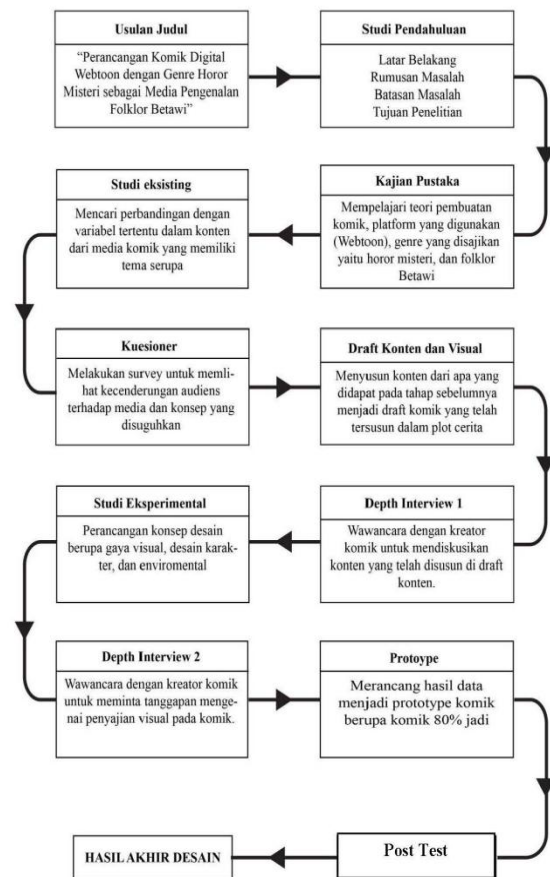 Usulan Judul
“Perancangan Komik Digital
Webtoon dengan Genre Horor
Misteri sebagai Media Pengenalan
Folklor Betawi”
Studi Pendahuluan
Latar Belakang
Rumusan Masalah
Batasan Masalah
Tujuan Penelitian
Kajian Pustaka
Mempelajari teori pembuatan
komik, platform yang digunakan
(Webtoon), genre yang disajikan
yaitu horor misteri, dan folklor
Betawi
Studi eksisting
Mencari perbandingan dengan
variabel tertentu dalam konten
dari media komik yang memiliki
tema serupa
Kuesioner
Melakukan survey untuk memli-
hat kecenderungan audiens
terhadap media dan konsep yang
disuguhkan
Draft Konten dan Visual
Menyusun konten dari apa yang
didapat pada tahap sebelumnya
menjadi draft komik yang telah
tersusun dalam plot cerita
Depth Interview 1
Wawancara dengan kreator
komik untuk mendiskusikan
konten yang telah disusun di draft
konten.
Studi Eksperimental
Perancangan konsep desain
berupa gaya visual, desain karak-
ter, dan enviromental
Depth Interview 2
Wawancara dengan kreator komik
untuk meminta tanggapan menge-
nai penyajian visual pada komik.
Protoype
Merancang hasil data
menjadi prototype komik
berupa komik 80% jadi
Post Test
HASIL AKHIR DESAIN